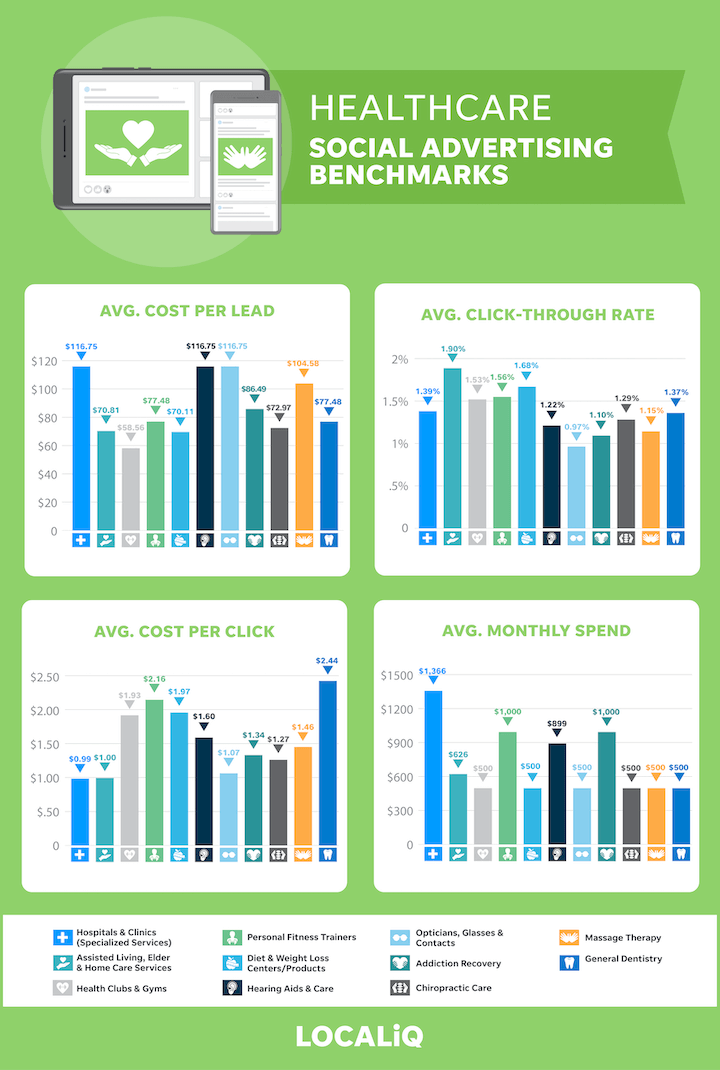 HEALTHCARE
SOCIAL ADVERTISING
BENCHMARKS
AVG. COST PER LEAD
$116.75
$70.81
$58.56
$77.48
$70.11
$116.75
$116.75
$86.49
$72.97
$104.58
$77.48
$120
$100
$80
$60
$40
$20
0
AVG. CLICK-THROUGH RATE
1.39%
1.90%
1.53%
1.56%
1.68%
1.22%
0.97%
1.10%
1.29%
1.15%
1.37%
2%
1.5%
1%
.5%
0
AVG. COST PER CLICK
$0.99
$1.00
$1.93
$2.16
$1.97
$1.60
$1.07
$1.34
$1.27
$1.46
$2.44
$2.50
$2.00
$1.50
$1.00
$.50
0
AVG. MONTHLY SPEND
$1,366
$626
$500
$1,000
$500
$899
$500
$1,000
$500
$500
$500
$1500
$1200
$900
$600
$300
0
Hospitals & Clinics
(Specialized Services)
Assisted Living, Elder
& Home Care Services
Health Clubs & Gyms
Personal Fitness Trainers
Diet & Weight Loss
Centers/Products
Hearing Aids & Care
Opticians, Glasses &
Contacts
Addiction Recovery
Chiropractic Care
Massage Therapy
General Dentistry
LOCALiQ